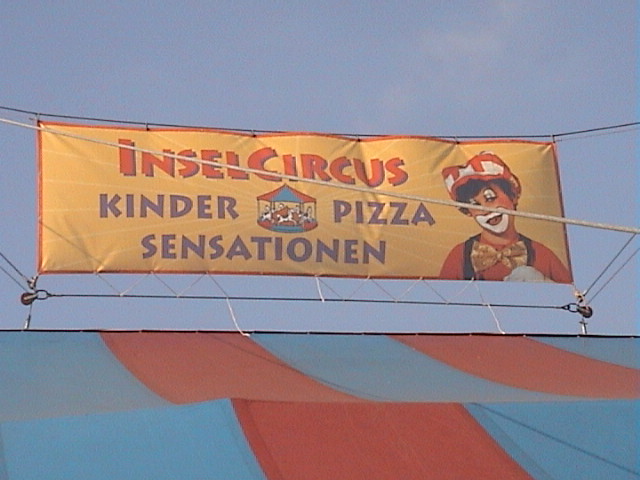 INSELCIRCUS
KINDER PIZZA
SENSATIONEN